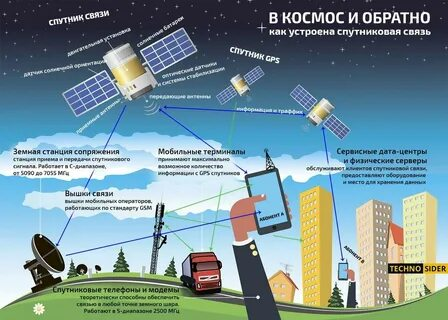 В КОСМОС И ОБРАТНО
как устроена спутниковая связь
СПУТНИК СВЯЗИ
двигательная установка
солнечные батареи
датчик солнечной ориентации
оптические датчики
и системы стабилизации
приемные антенны
передающие антенны
СПУТНИК GPS
информация и траффик
Земная станция сопряжения
станция приема и передачи спутникового
сигнала. Работает в C-диапазоне,
от 5090 до 7055 МГц
Мобильные терминалы
принимают максимально
возможное количество
информации с GPS спутников
Сервисные дата-центры
и физические серверы
обслуживают клиентов спутниковой связи,
предоставляют оборудование
и место для хранения данных
Вышки связи
вышки мобильных операторов,
работающих по стандарту GSM
АБОНЕНТ А
АБОНЕНТ В
TECHNO
SIDER
Спутниковые телефоны и модемы
теоретически способны обеспечить
связью в любой точке земного шара.
Работают в S-диапазоне 2500 МГц